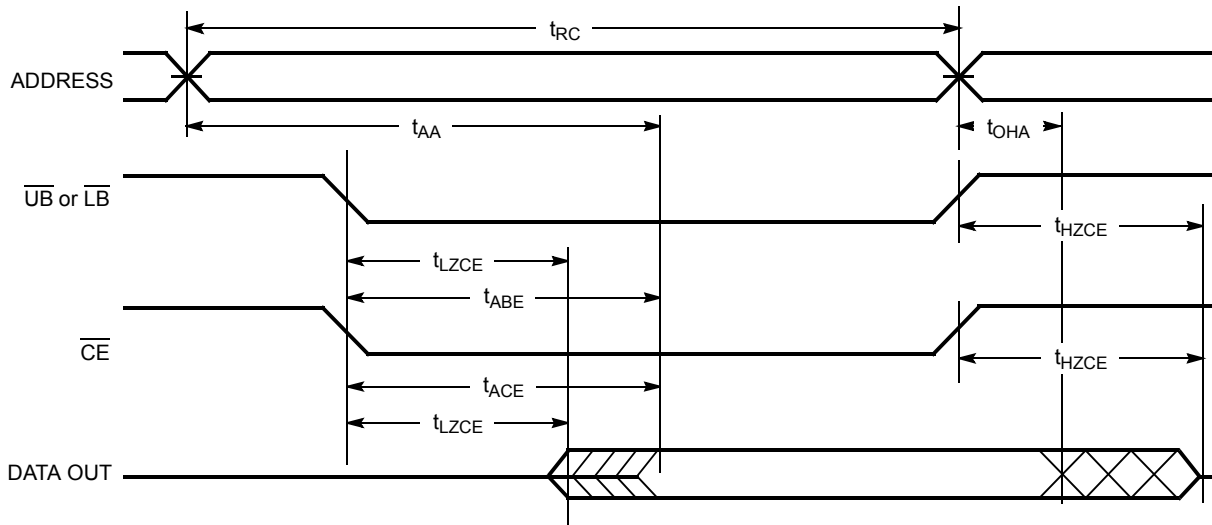 tRC
ADDRESS
tAA
tOHA
UB or LB
tHZCE
tLZCE
tABE
CE
tHZCE
tACE
tLZCE
DATA OUT